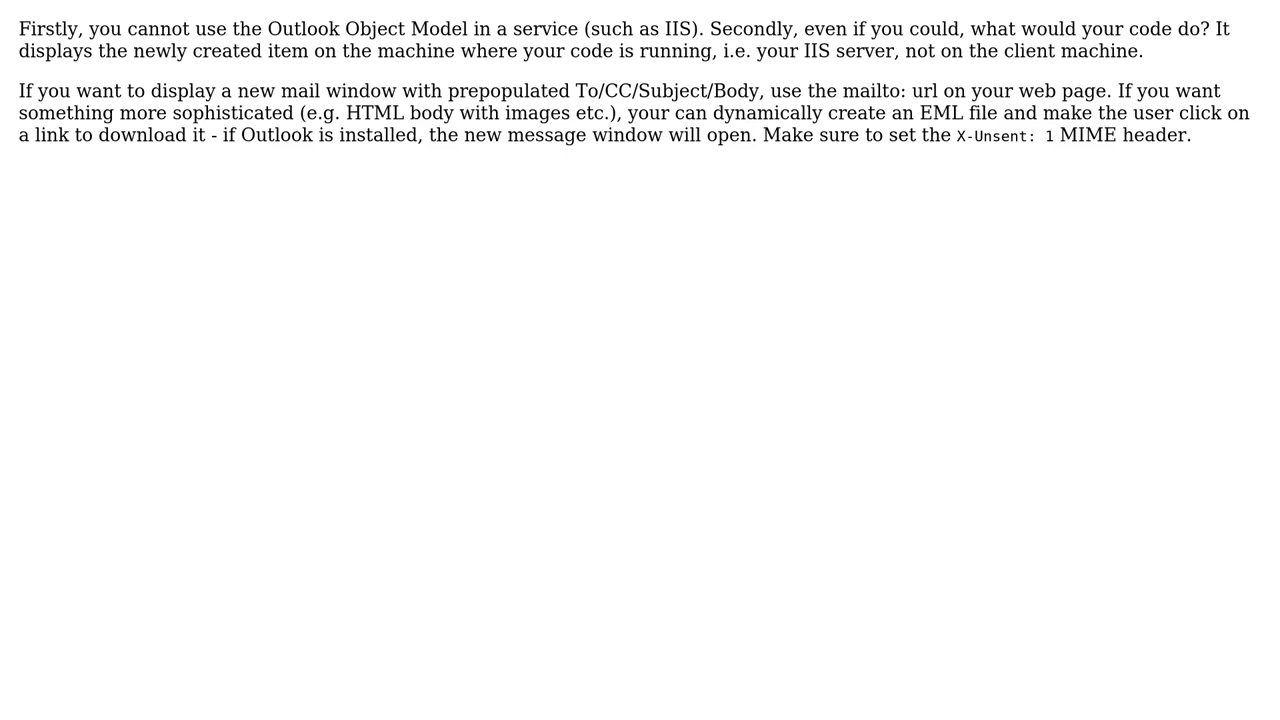 Firstly, you cannot use the Outlook Object Model in a service (such as IIS). Secondly, even if you could, what would your code do? It
displays the newly created item on the machine where your code is running, i.e. your IIS server, not on the client machine.
If you want to display a new mail window with prepopulated To/CC/Subject/Body, use the mailto: url on your web page. If you want
something more sophisticated (e.g. HTML body with images etc.), your can dynamically create an EML file and make the user click on
a link to download it - if Outlook is installed, the new message window will open. Make sure to set the X-Unsent: 1 MIME header.